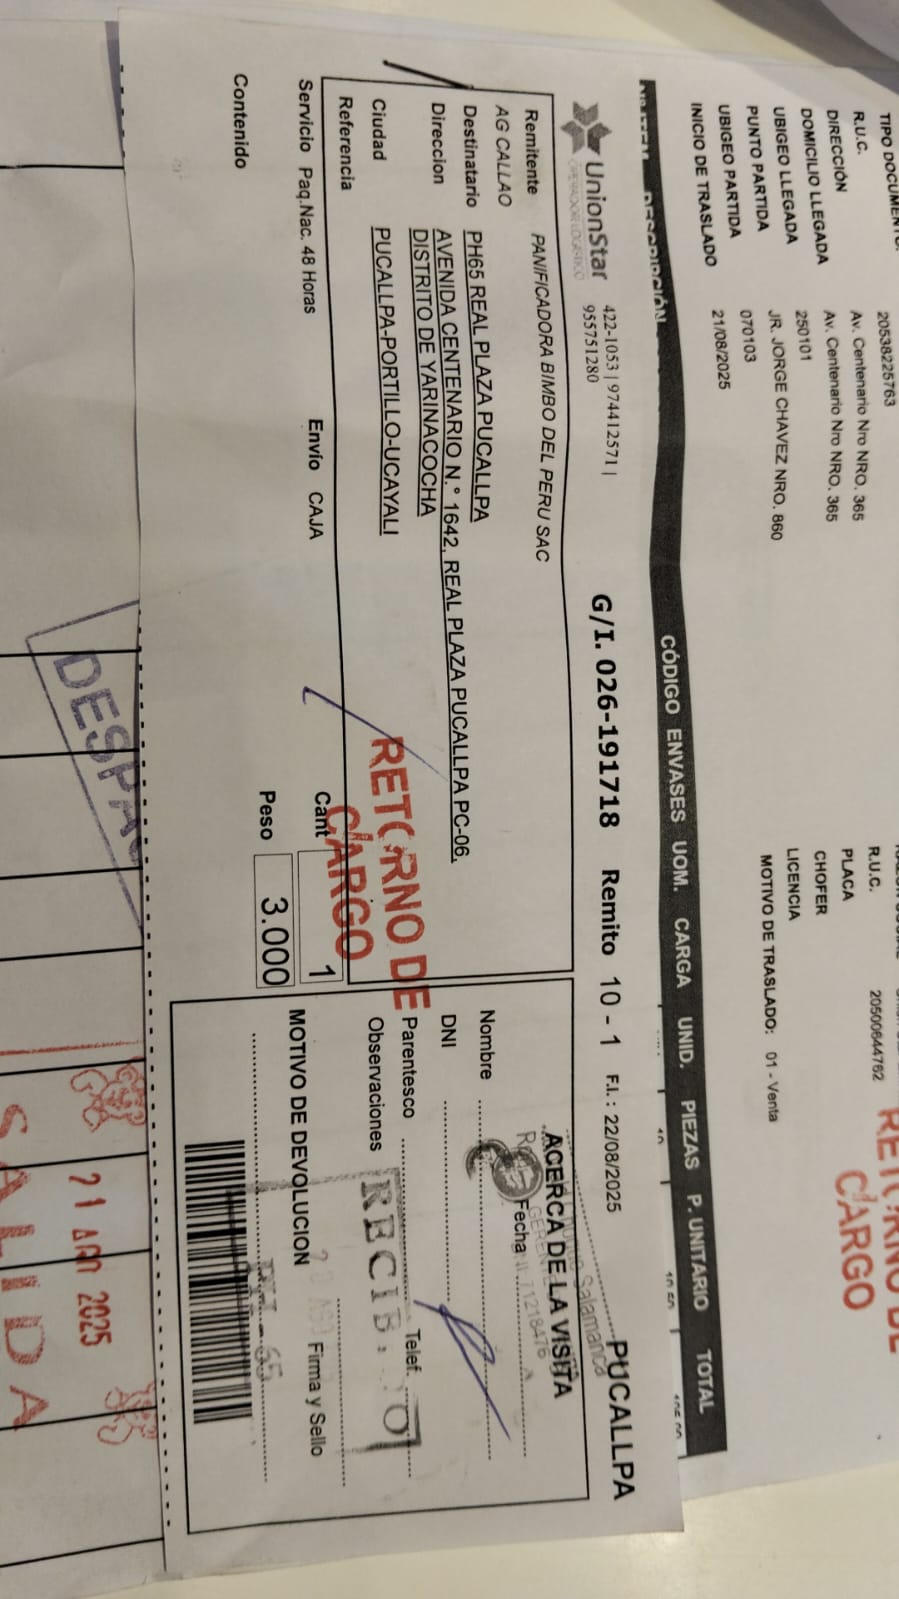 TIPO
R.U.C. 20538225763
DIRECCIÓN Av. Centenario Nro NRO. 365
DOMICILIO LLEGADA Av. Centenario Nro NRO. 365
UBIGEO LLEGADA 250101
PUNTO PARTIDA JR. JORGE CHAVEZ NRO. 860
UBIGEO PARTIDA 070103
INICIO DE TRASLADO 21/08/2025
R.U.C. 20500644762
PLACA
CHOFER
LICENCIA
MOTIVO DE TRASLADO: 01 - Venta
CARGO
CÓDIGO ENVASES UOM. CARGA UNID. PIEZAS P. UNITARIO TOTAL
UnionStar 422-1053 | 974412571 |
OPERADOR LOGISTICO 955751280
G/I. 026-191718 Remito 10 - 1 F.I.: 22/08/2025 PUCALLPA
Remitente PANIFICADORA BIMBO DEL PERU SAC
AG CALLAO
Destinatario PH65 REAL PLAZA PUCALLPA
Direccion AVENIDA CENTENARIO N.° 1642, REAL PLAZA PUCALLPA PC-06.
DISTRITO DE YARINACOCHA
Ciudad PUCALLPA-PORTILLO-UCAYALI
Referencia
RETORNO DE
CARGO
Servicio Paq.Nac. 48 Horas Envío CAJA Cant 1
Contenido Peso 3.000
ACERCA DE LA VISITA
Salamanca
Fecha
Nombre
DNI
Parentesco Telef.
Observaciones
MOTIVO DE DEVOLUCION Firma y Sello
21 2025
SALIDA